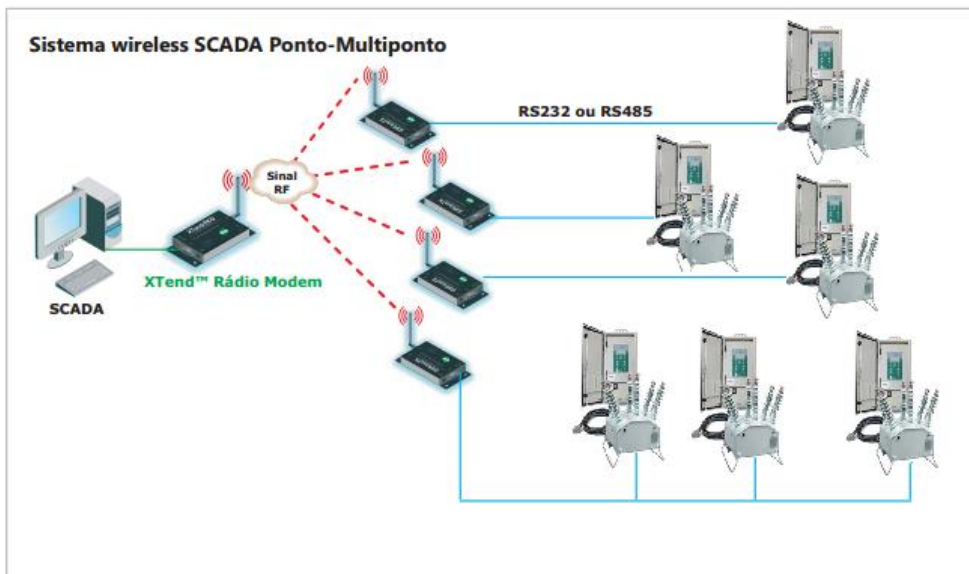 Sistema wireless SCADA Ponto-Multiponto
RS232 ou RS485
Sinal
RF
XTend™ Rádio Modem
SCADA